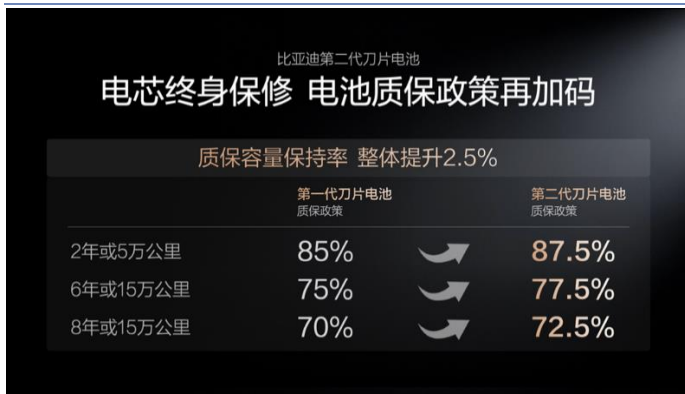 比亚迪第二代刀片电池
电芯终身保修 电池质保政策再加码
质保容量保持率 整体提升2.5%
第一代刀片电池 第二代刀片电池
质保政策 质保政策
2年或5万公里 85% 87.5%
6年或15万公里 75% 77.5%
8年或15万公里 70% 72.5%